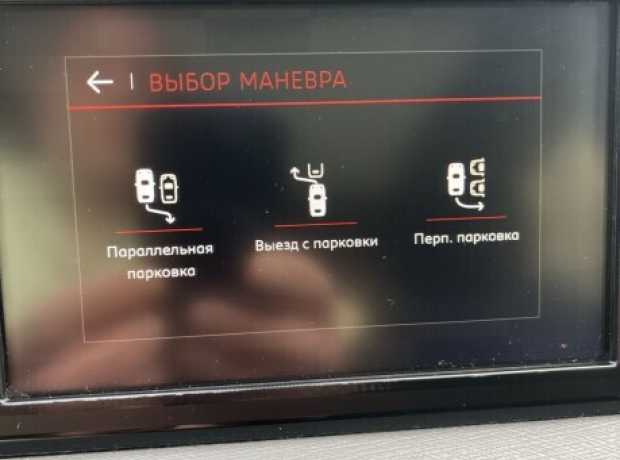 ВЫБОР МАНЕВРА
Параллельная
парковка
Выезд с парковки
Перп. парковка